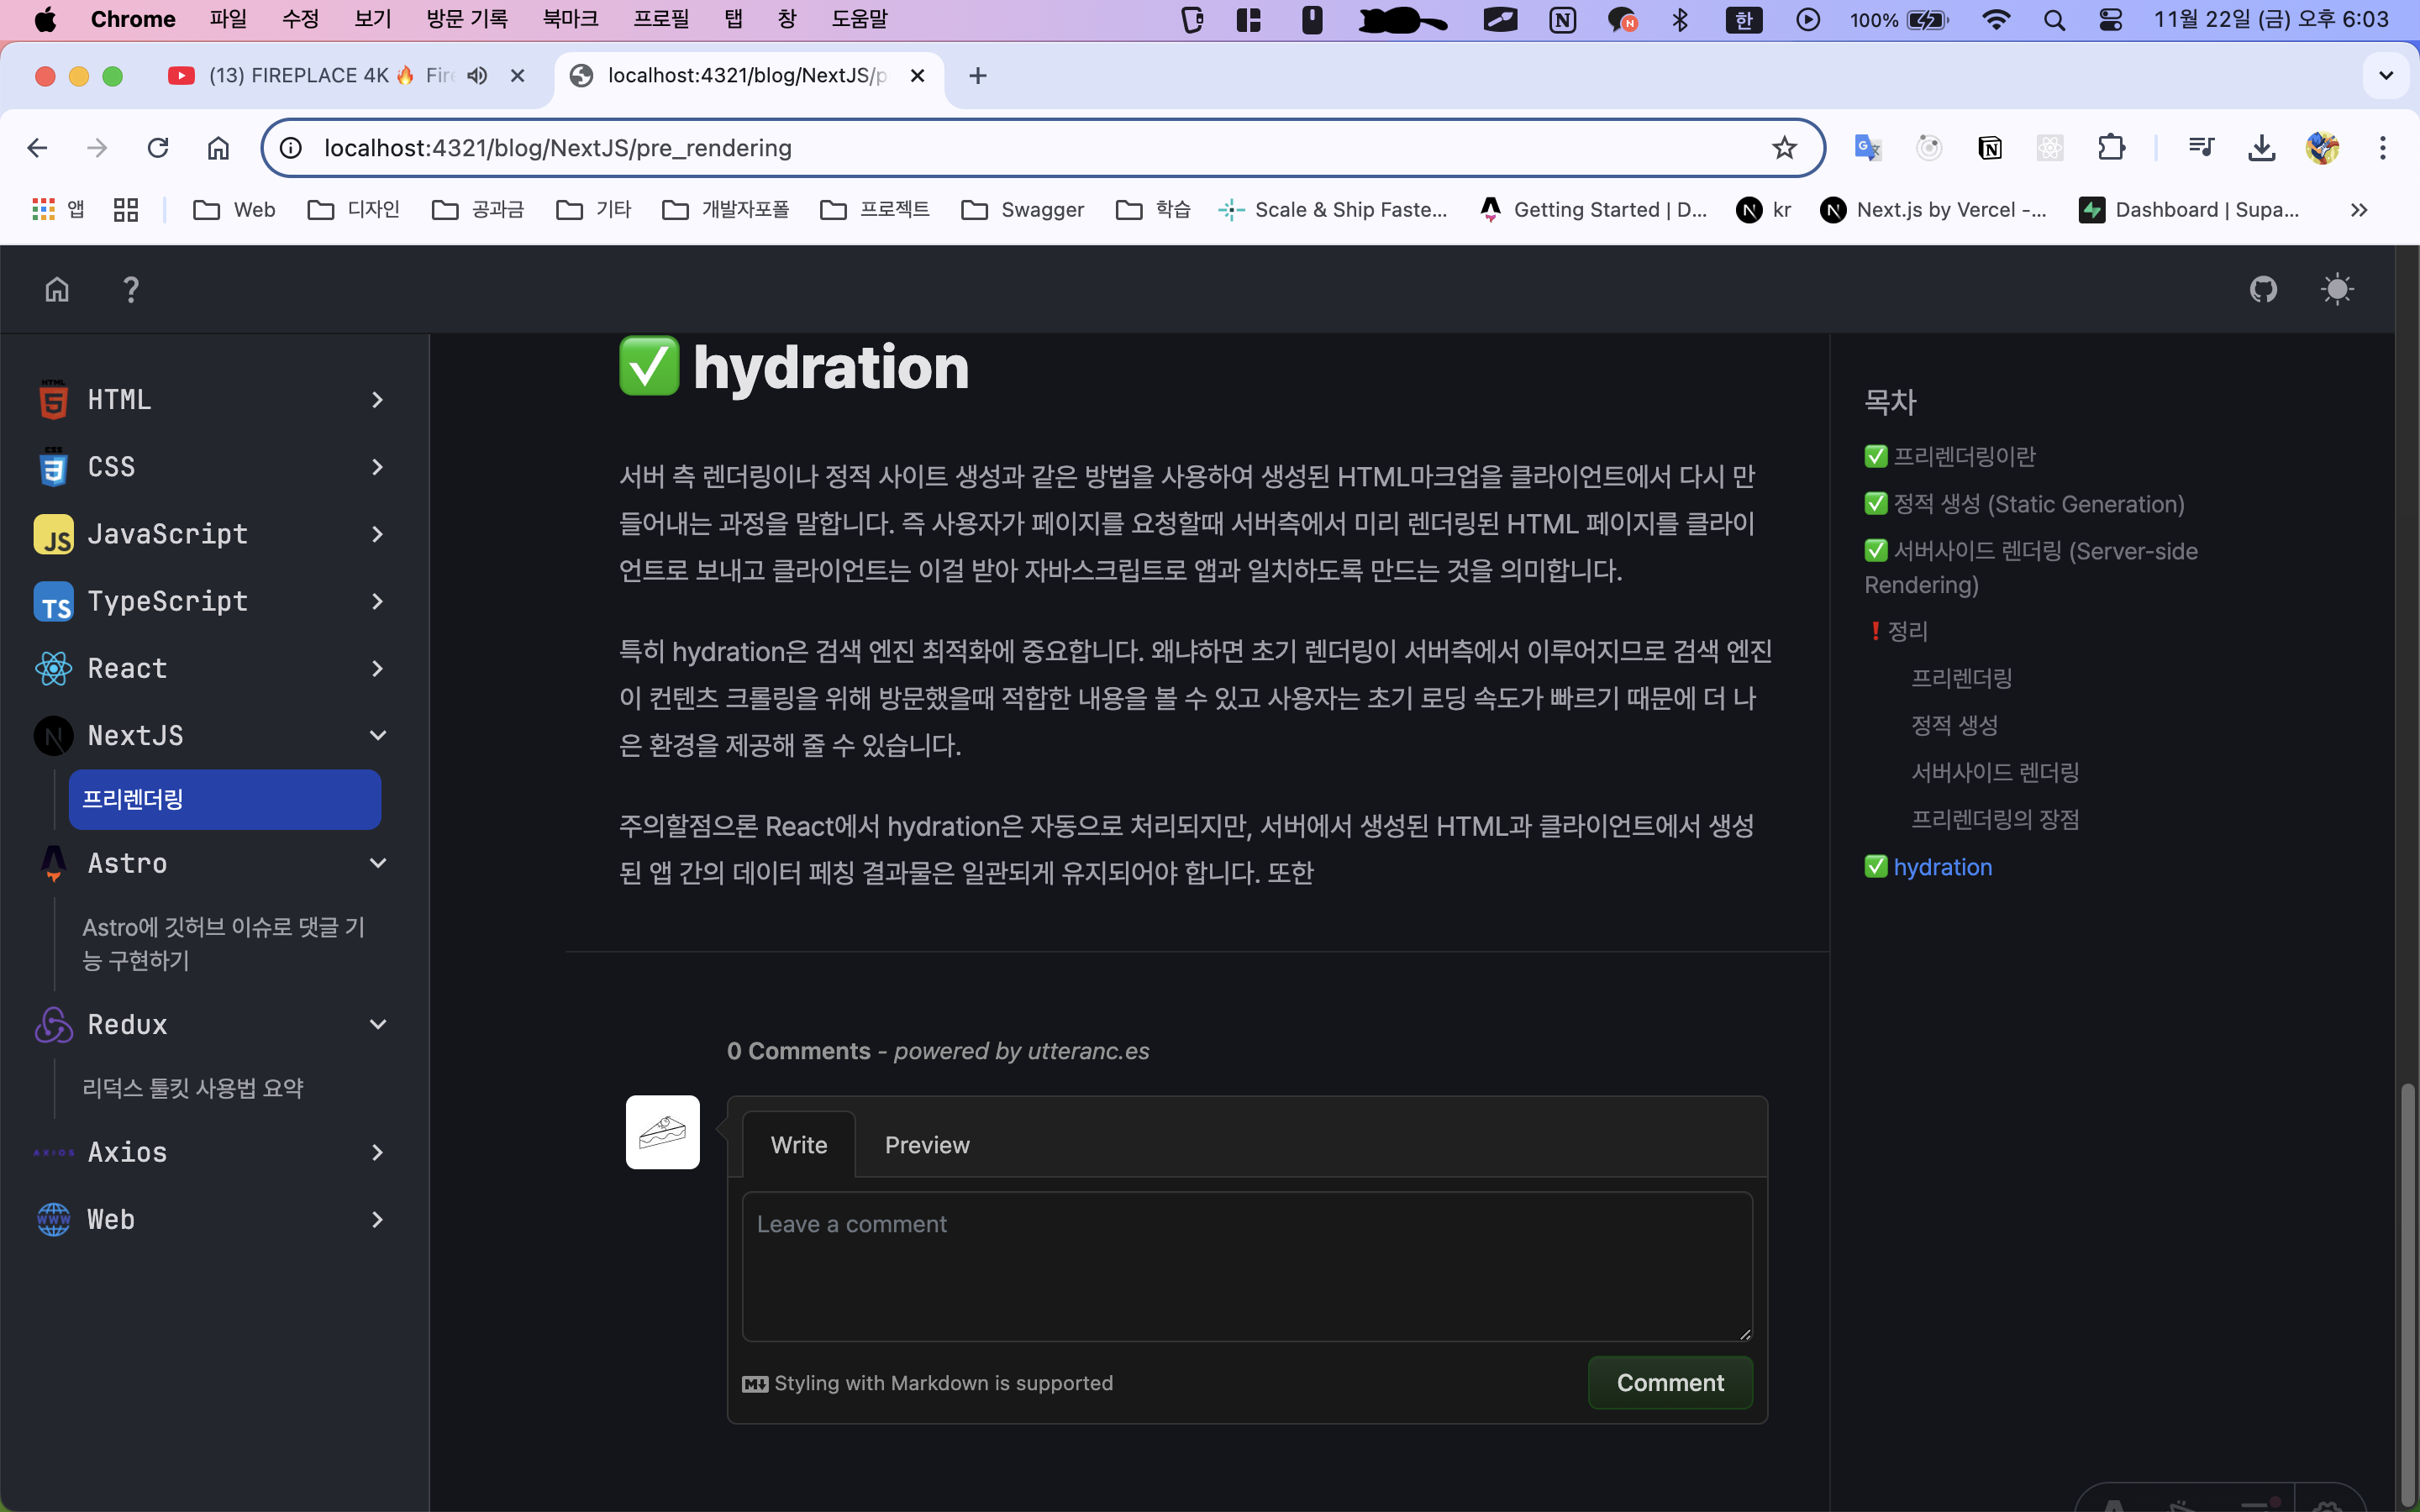 Chrome 파일 수정 보기 방문 기록 북마크 프로필 탭 창 도움말 한 100% 11월 22일 (금) 오후 6:03
(13) FIREPLACE 4K🔥 Fire localhost:4321/blog/NextJS/p
localhost:4321/blog/NextJS/pre_rendering
앱 Web 디자인 공과금 기타 개발자포폴 프로젝트 Swagger 학습 Scale & Ship Faste... Getting Started | D... kr Next.js by Vercel -... Dashboard | Supa...
HTML
CSS
JavaScript
TypeScript
React
NextJS
프리렌더링
Astro
Astro에 깃허브 이슈로 댓글 기
능 구현하기
Redux
리덕스 툴킷 사용법 요약
Axios
Web
✅ hydration
서버 측 렌더링이나 정적 사이트 생성과 같은 방법을 사용하여 생성된 HTML마크업을 클라이언트에서 다시 만
들어내는 과정을 말합니다. 즉 사용자가 페이지를 요청할때 서버측에서 미리 렌더링된 HTML 페이지를 클라이
언트로 보내고 클라이언트는 이걸 받아 자바스크립트로 앱과 일치하도록 만드는 것을 의미합니다.
특히 hydration은 검색 엔진 최적화에 중요합니다. 왜냐하면 초기 렌더링이 서버측에서 이루어지므로 검색 엔진
이 컨텐츠 크롤링을 위해 방문했을때 적합한 내용을 볼 수 있고 사용자는 초기 로딩 속도가 빠르기 때문에 더 나
은 환경을 제공해 줄 수 있습니다.
주의할점으론 React에서 hydration은 자동으로 처리되지만, 서버에서 생성된 HTML과 클라이언트에서 생성
된 앱 간의 데이터 페칭 결과물은 일관되게 유지되어야 합니다. 또한
0 Comments - powered by utteranc.es
Write Preview
Leave a comment
Styling with Markdown is supported
Comment
목차
✅ 프리렌더링이란
✅ 정적 생성 (Static Generation)
✅ 서버사이드 렌더링 (Server-side
Rendering)
❗정리
프리렌더링
정적 생성
서버사이드 렌더링
프리렌더링의 장점
✅ hydration